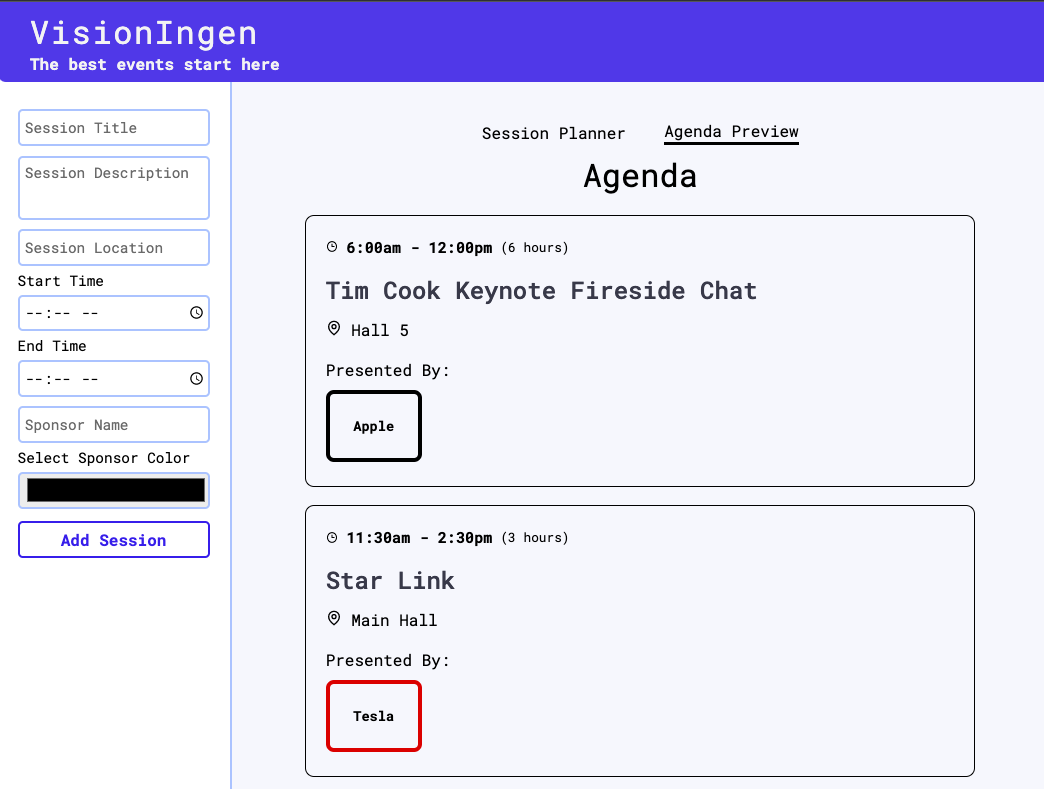 VisionIngen
The best events start here
Session Title
Session Description
Session Location
Start Time
--:-- --
End Time
--:-- --
Sponsor Name
Select Sponsor Color
Add Session
Session Planner
Agenda Preview
Agenda
6:00am - 12:00pm (6 hours)
Tim Cook Keynote Fireside Chat
Hall 5
Presented By:
Apple
11:30am - 2:30pm (3 hours)
Star Link
Main Hall
Presented By:
Tesla